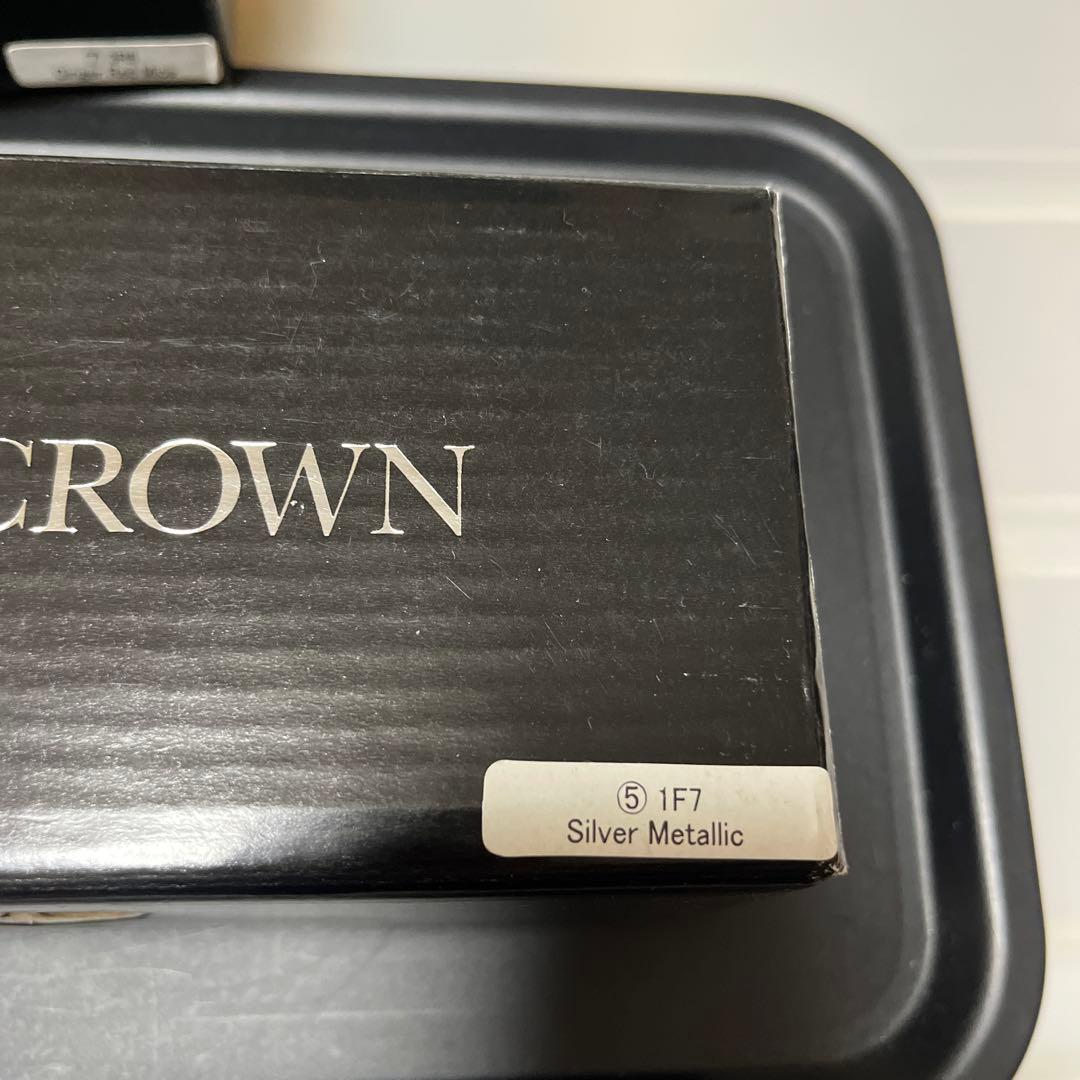 CROWN
⑤ 1F7
Silver Metallic